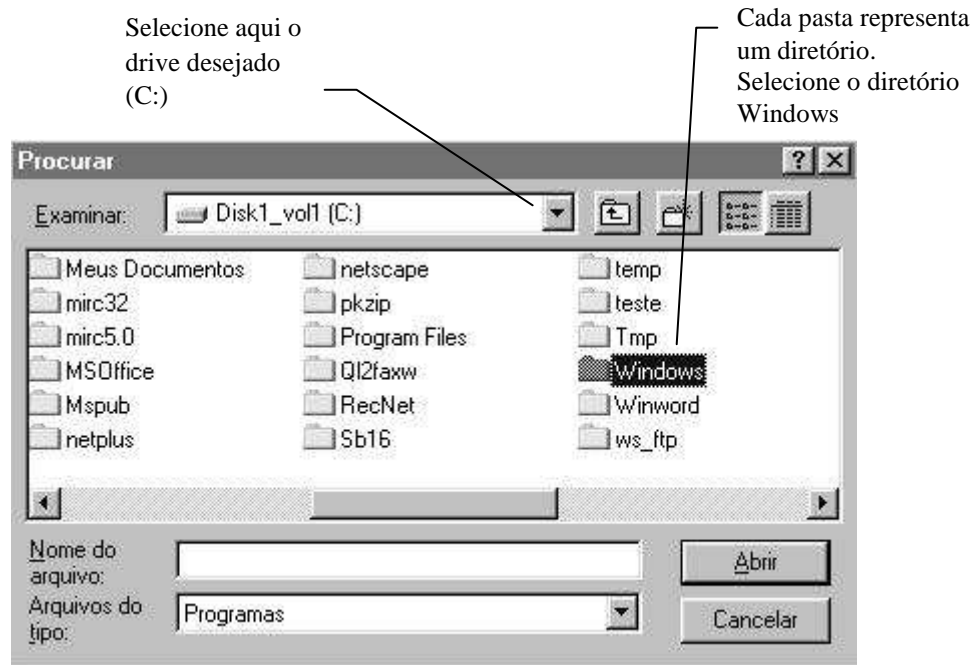 Selecione aqui o
drive desejado
(C:)
Cada pasta representa
um diretório.
Selecione o diretório
Windows
Procurar
Examinar:
Disk1_vol1 (C:)
Meus Documentos
mirc32
mirc5.0
MSOffice
Mspub
netplus
netscape
pkzip
Program Files
Ql2faxw
RecNet
Sb16
temp
teste
Tmp
Windows
Winword
ws_ftp
Nome do
arquivo:
Abrir
Arquivos do
tipo:
Programas
Cancelar